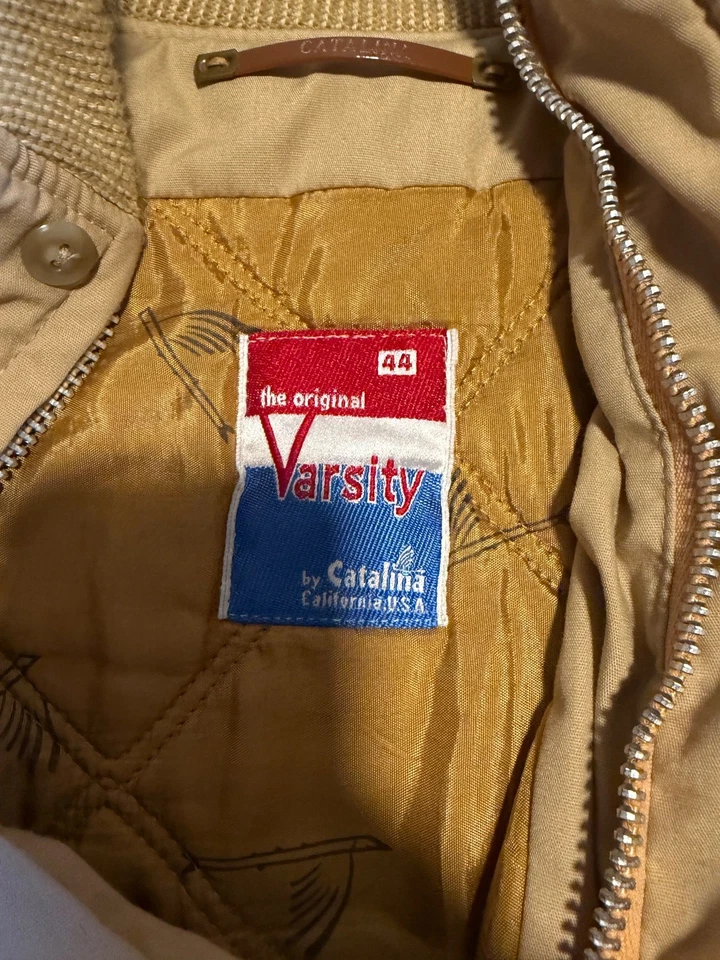 CATALINA
44
the original
Varsity
by Catalina
California,U.S.A